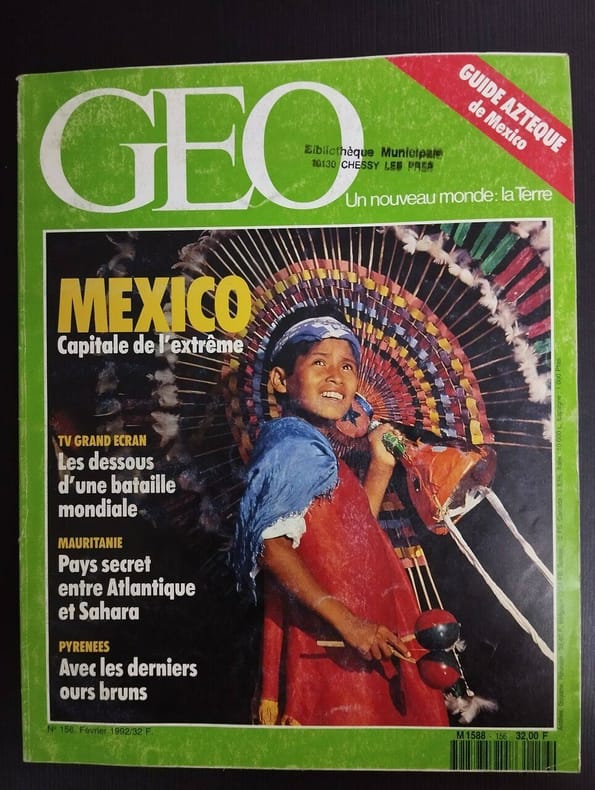 GUIDE AZTEQUE
de Mexico
GEO
Bibliothèque Municipale
10130 CHESSY LES PRES
Un nouveau monde: la Terre
MEXICO
Capitale de l'extrême
TV GRAND ECRAN
Les dessous
d'une bataille
mondiale
MAURITANIE
Pays secret
entre Atlantique
et Sahara
PYRENEES
Avec les derniers
ours bruns
N° 156. Février 1992/32 F.
M 1588 - 156 32,00 F